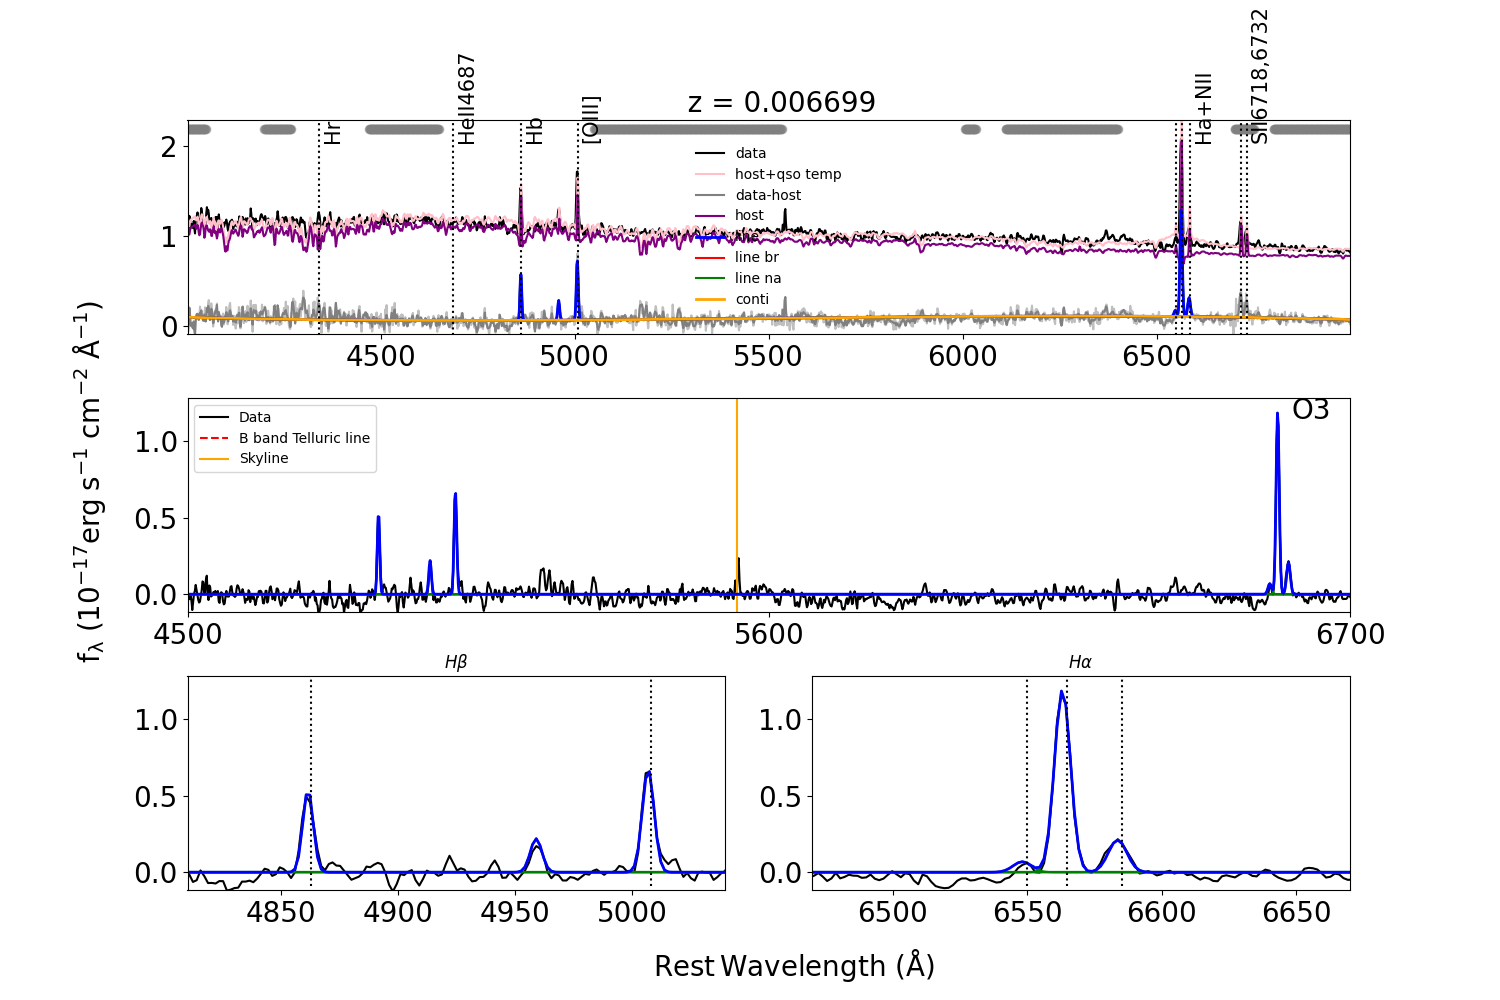 z = 0.006699
Hr
HeII4687
Hb
[OIII]
Ha+NII
SII6718,6732
2
1
0
data
host+qso temp
data-host
host
line br
line na
conti
4500 5000 5500 6000 6500
f_λ (10⁻¹⁷erg s⁻¹ cm⁻² Å⁻¹)
O3
1.0
0.5
0.0
Data
B band Telluric line
Skyline
4500 5600 6700
Hβ
1.0
0.5
0.0
4850 4900 4950 5000
Hα
1.0
0.5
0.0
6500 6550 6600 6650
Rest Wavelength (Å)